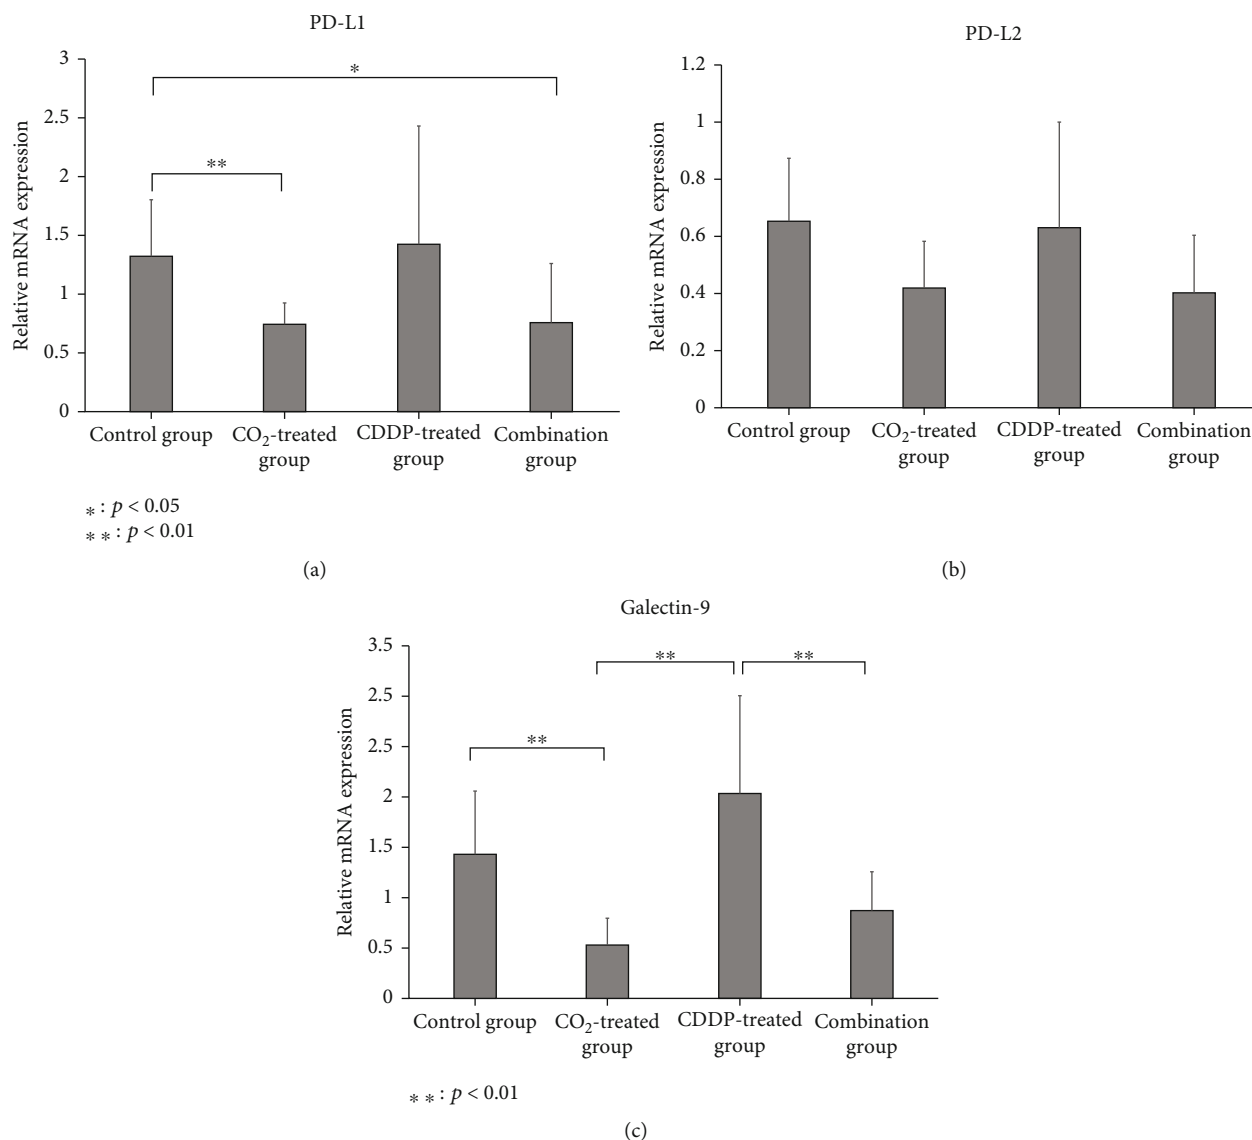 PD-L1
3
2.5
2
1.5
1
0.5
0
Relative mRNA expression
*
**
Control group
CO₂-treated
group
CDDP-treated
group
Combination
group
*: p < 0.05
**: p < 0.01
(a)
PD-L2
1.2
1
0.8
0.6
0.4
0.2
0
Relative mRNA expression
Control group
CO₂-treated
group
CDDP-treated
group
Combination
group
(b)
Galectin-9
3.5
2.5
2.5
2
1.5
1
0.5
0
Relative mRNA expression
**
**
**
Control group
CO₂-treated
group
CDDP-treated
group
Combination
group
**: p < 0.01
(c)